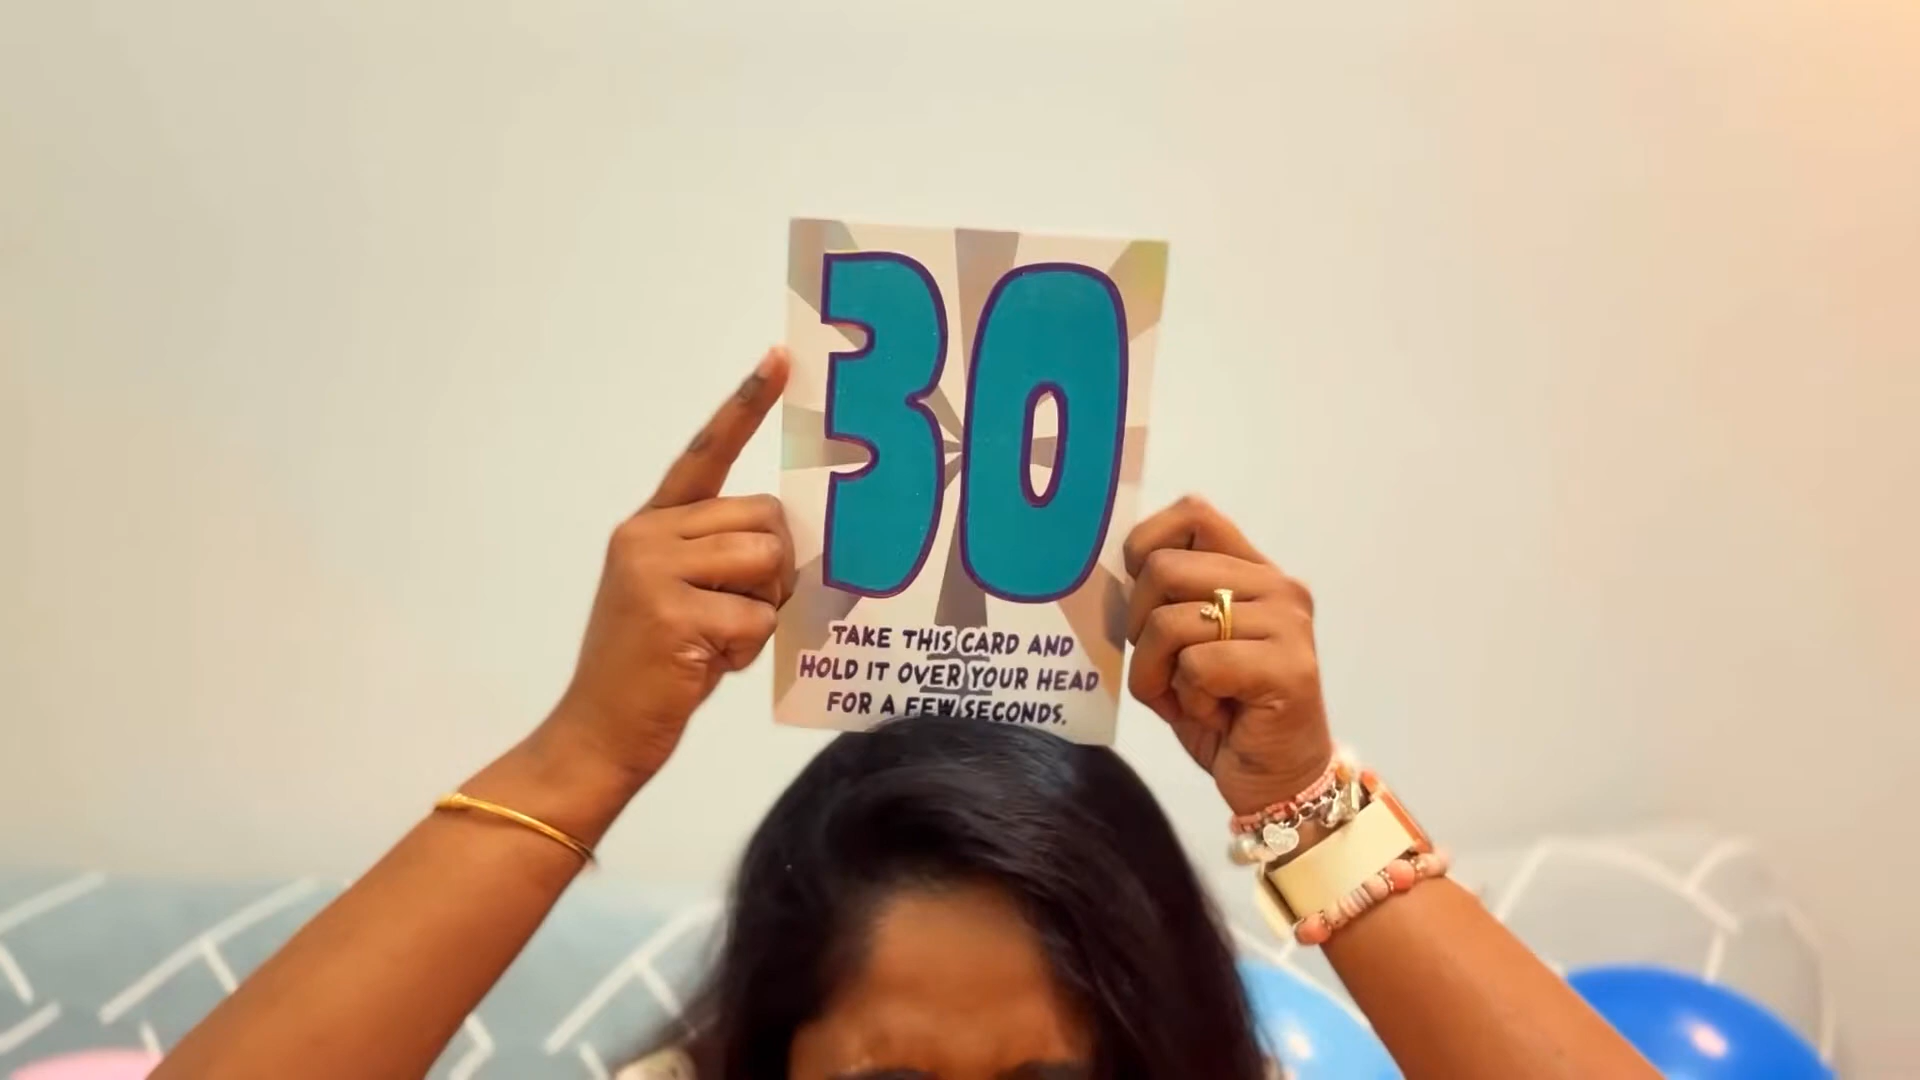 30
TAKE THIS CARD AND
HOLD IT OVER YOUR HEAD
FOR A FEW SECONDS.